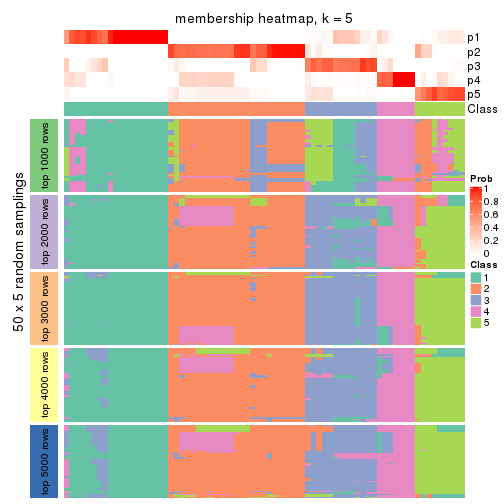 membership heatmap, k = 5
p1
p2
p3
p4
p5
Class
50 x 5 random samplings
top 1000 rows
top 2000 rows
top 3000 rows
top 4000 rows
top 5000 rows
Prob
1
0.8
0.6
0.4
0.2
0
Class
1
2
3
4
5